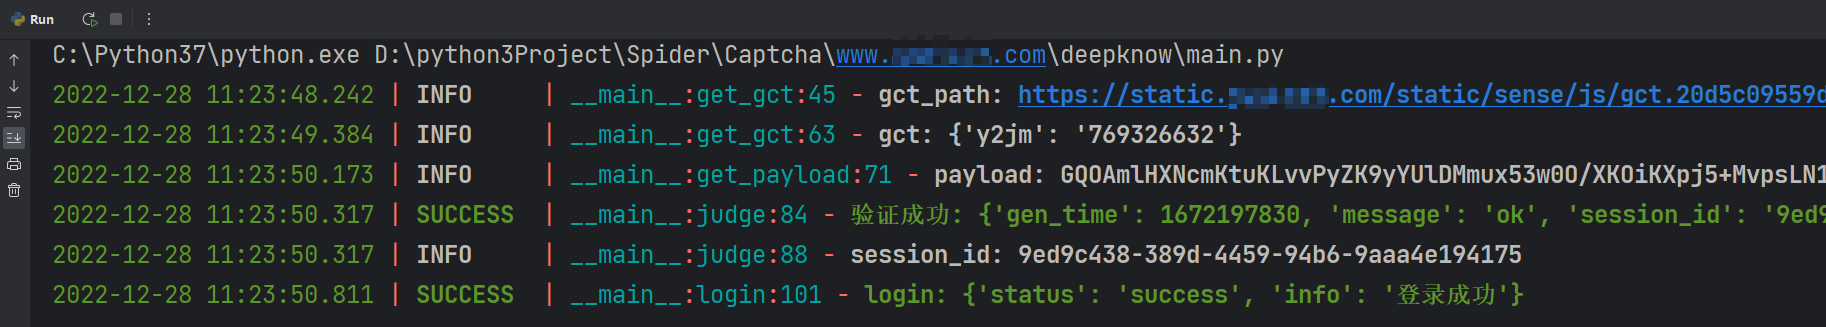 Run
C:\Python37\python.exe D:\python3Project\Spider\Captcha\www. .com\deepknow\main.py
2022-12-28 11:23:48.242 | INFO | __main__:get_gct:45 - gct_path: https://static. .com/static/sense/js/gct.20d5c09559d
2022-12-28 11:23:49.384 | INFO | __main__:get_gct:63 - gct: {'y2jm': '769326632'}
2022-12-28 11:23:50.173 | INFO | __main__:get_payload:71 - payload: GQOAmlHXNcmKtuKLvvPyZK9yYUlDMmux53w0O/XKOiKXpj5+MvpsLN1
2022-12-28 11:23:50.317 | SUCCESS | __main__:judge:84 - 验证成功: {'gen_time': 1672197830, 'message': 'ok', 'session_id': '9ed9
2022-12-28 11:23:50.317 | INFO | __main__:judge:88 - session_id: 9ed9c438-389d-4459-94b6-9aaa4e194175
2022-12-28 11:23:50.811 | SUCCESS | __main__:login:101 - login: {'status': 'success', 'info': '登录成功'}